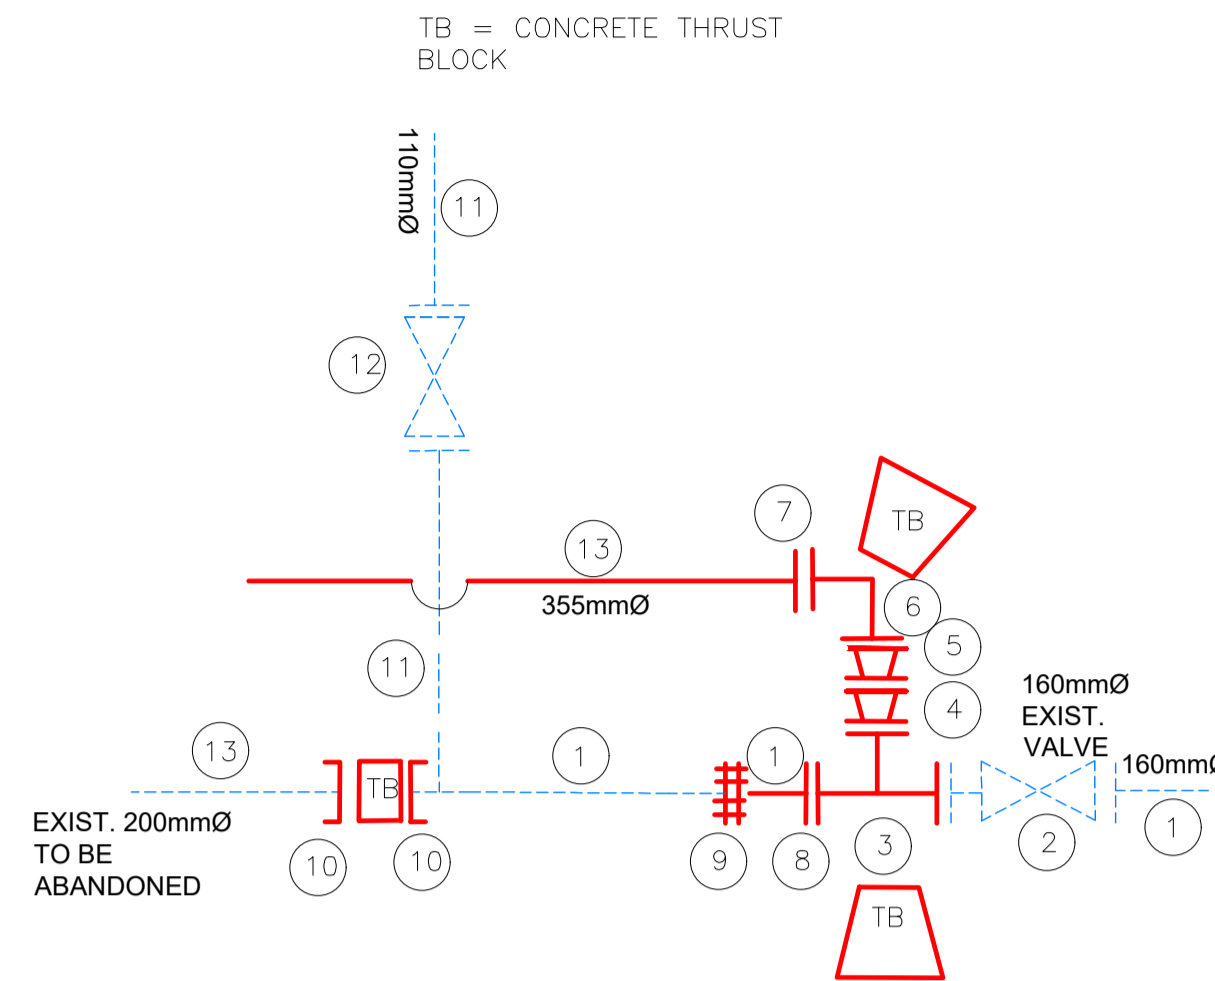 TB = CONCRETE THRUST
BLOCK
110mmØ
11
12
7
TB
13
355mmØ
6
5
11
4
160mmØ
EXIST.
VALVE
160mmØ
13
1
1
TB
EXIST. 200mmØ
TO BE
ABANDONED
10
10
9
8
3
2
1
TB